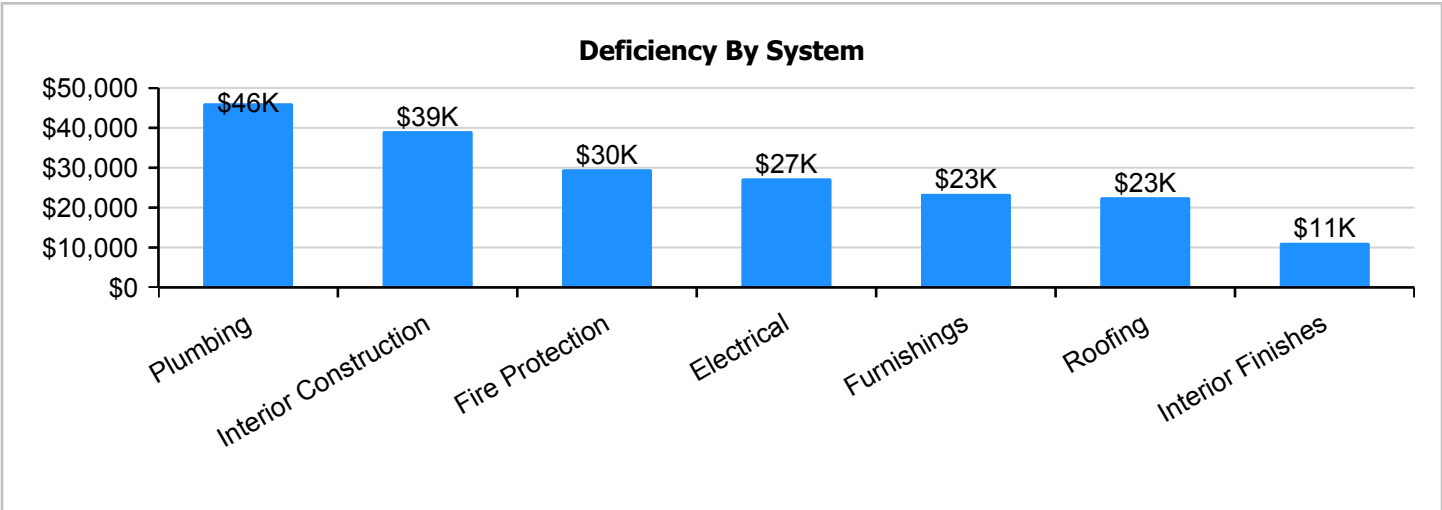 Deficiency By System
$50,000
$40,000
$30,000
$20,000
$10,000
$0
$46K
$39K
$30K
$27K
$23K
$23K
$11K
Plumbing
Interior Construction
Fire Protection
Electrical
Furnishings
Roofing
Interior Finishes